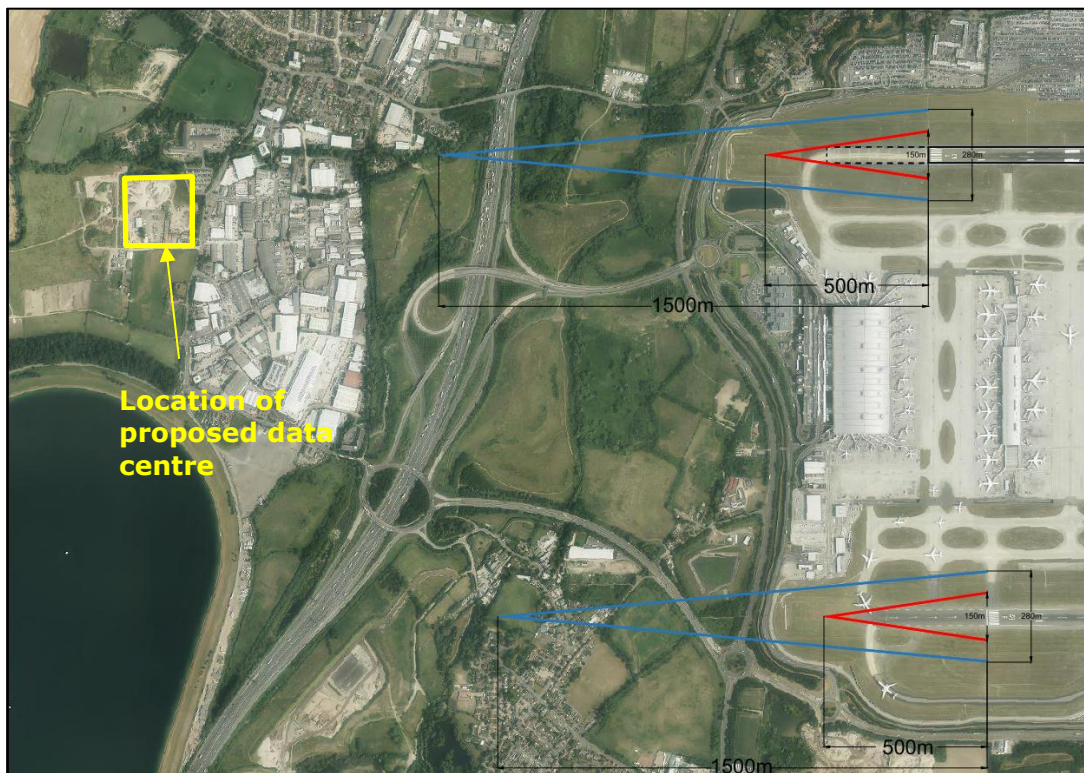 150m
280m
500m
1500m
Location of
proposed data
centre
150m
280m
500m
1500m